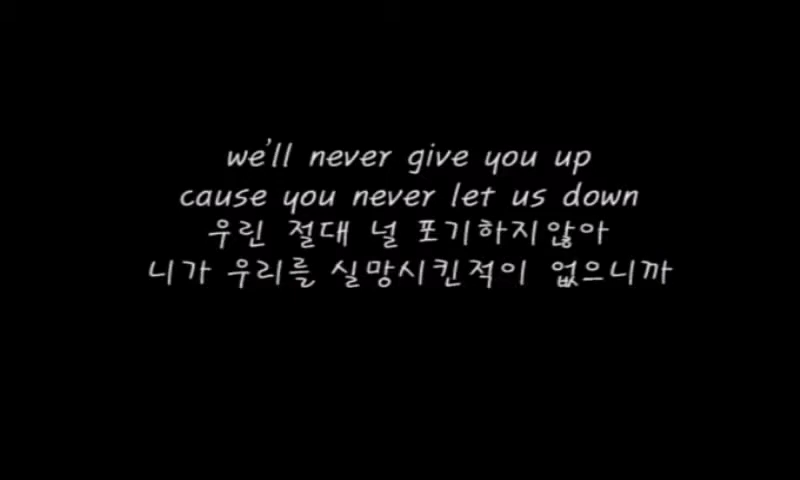 we'll never give you up
cause you never let us down
우린 절대 널 포기하지않아
니가 우리를 실망시킨적이 없으니까